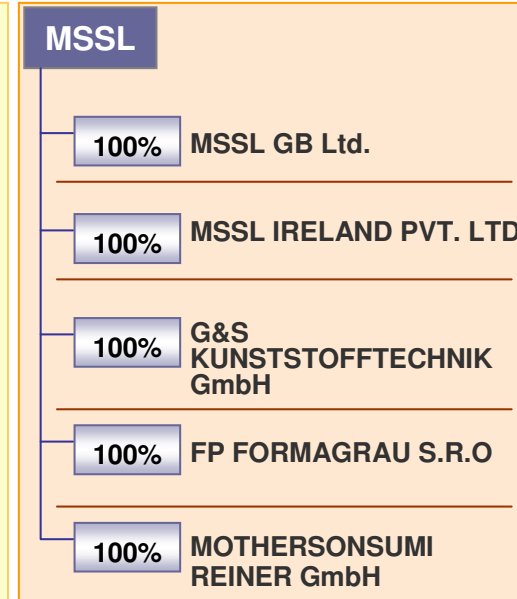 MSSL
100% MSSL GB Ltd.
100% MSSL IRELAND PVT. LTD
100% G&S
KUNSTSTOFFTECHNIK
GmbH
100% FP FORMAGRAU S.R.O
100% MOTHERSONSUMI
REINER GmbH